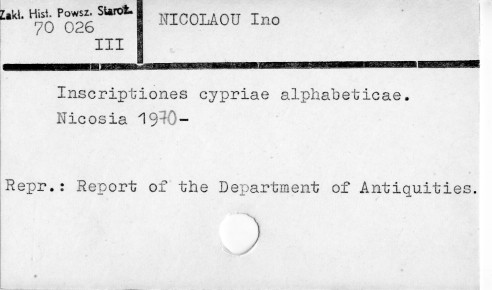 Zakl. Hist. Powsz. Staroż.
70 026
III
NICOLAOU Ino
Inscriptiones cypriae alphabeticae.
Nicosia 1970-
Repr.: Report of the Department of Antiquities.